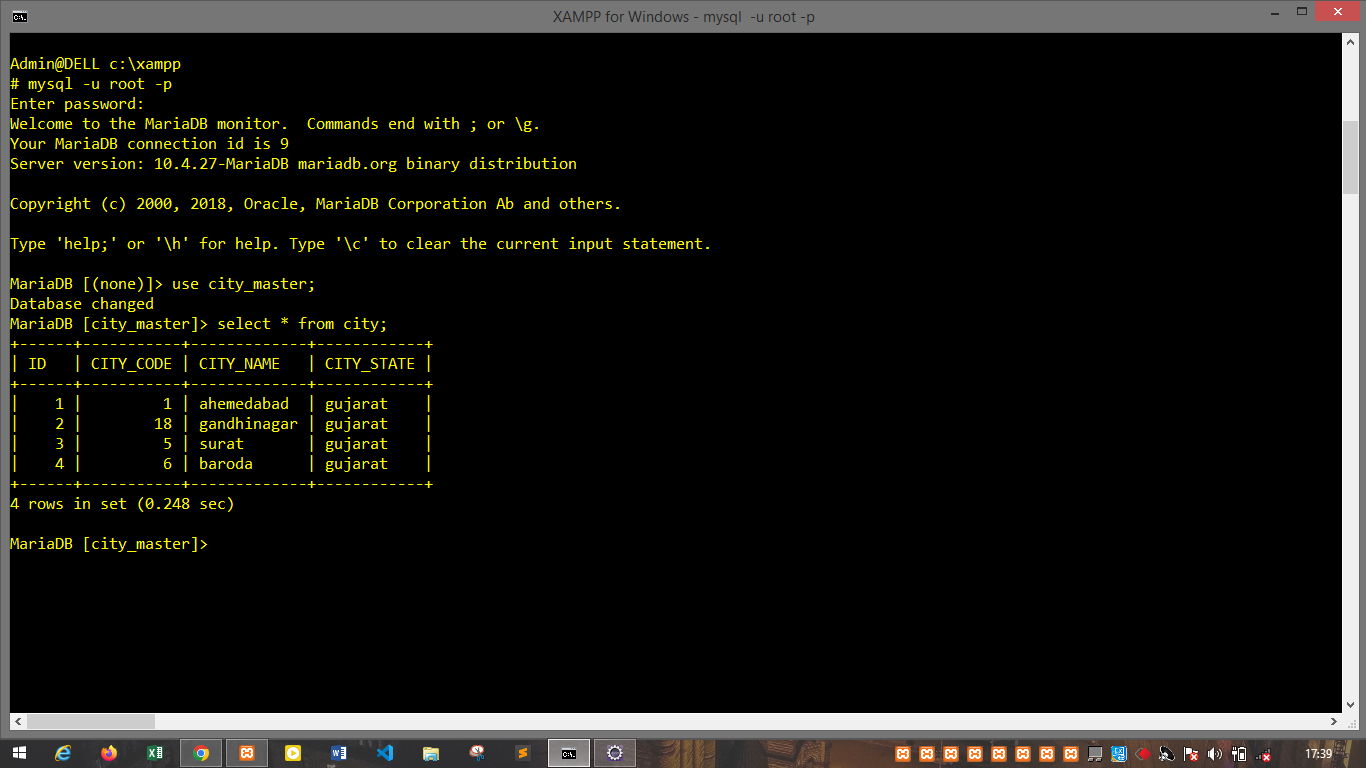 XAMPP for Windows - mysql  -u root -p
Admin@DELL c:\xampp
# mysql -u root -p
Enter password:
Welcome to the MariaDB monitor.  Commands end with ; or \g.
Your MariaDB connection id is 9
Server version: 10.4.27-MariaDB mariadb.org binary distribution
Copyright (c) 2000, 2018, Oracle, MariaDB Corporation Ab and others.
Type 'help;' or '\h' for help. Type '\c' to clear the current input statement.
MariaDB [(none)]> use city_master;
Database changed
MariaDB [city_master]> select * from city;
+------+-----------+-------------+------------+
| ID   | CITY_CODE | CITY_NAME   | CITY_STATE |
+------+-----------+-------------+------------+
|    1 |         1 | ahemedabad  | gujarat    |
|    2 |        18 | gandhinagar | gujarat    |
|    3 |         5 | surat       | gujarat    |
|    4 |         6 | baroda      | gujarat    |
+------+-----------+-------------+------------+
4 rows in set (0.248 sec)
MariaDB [city_master]>
17:39